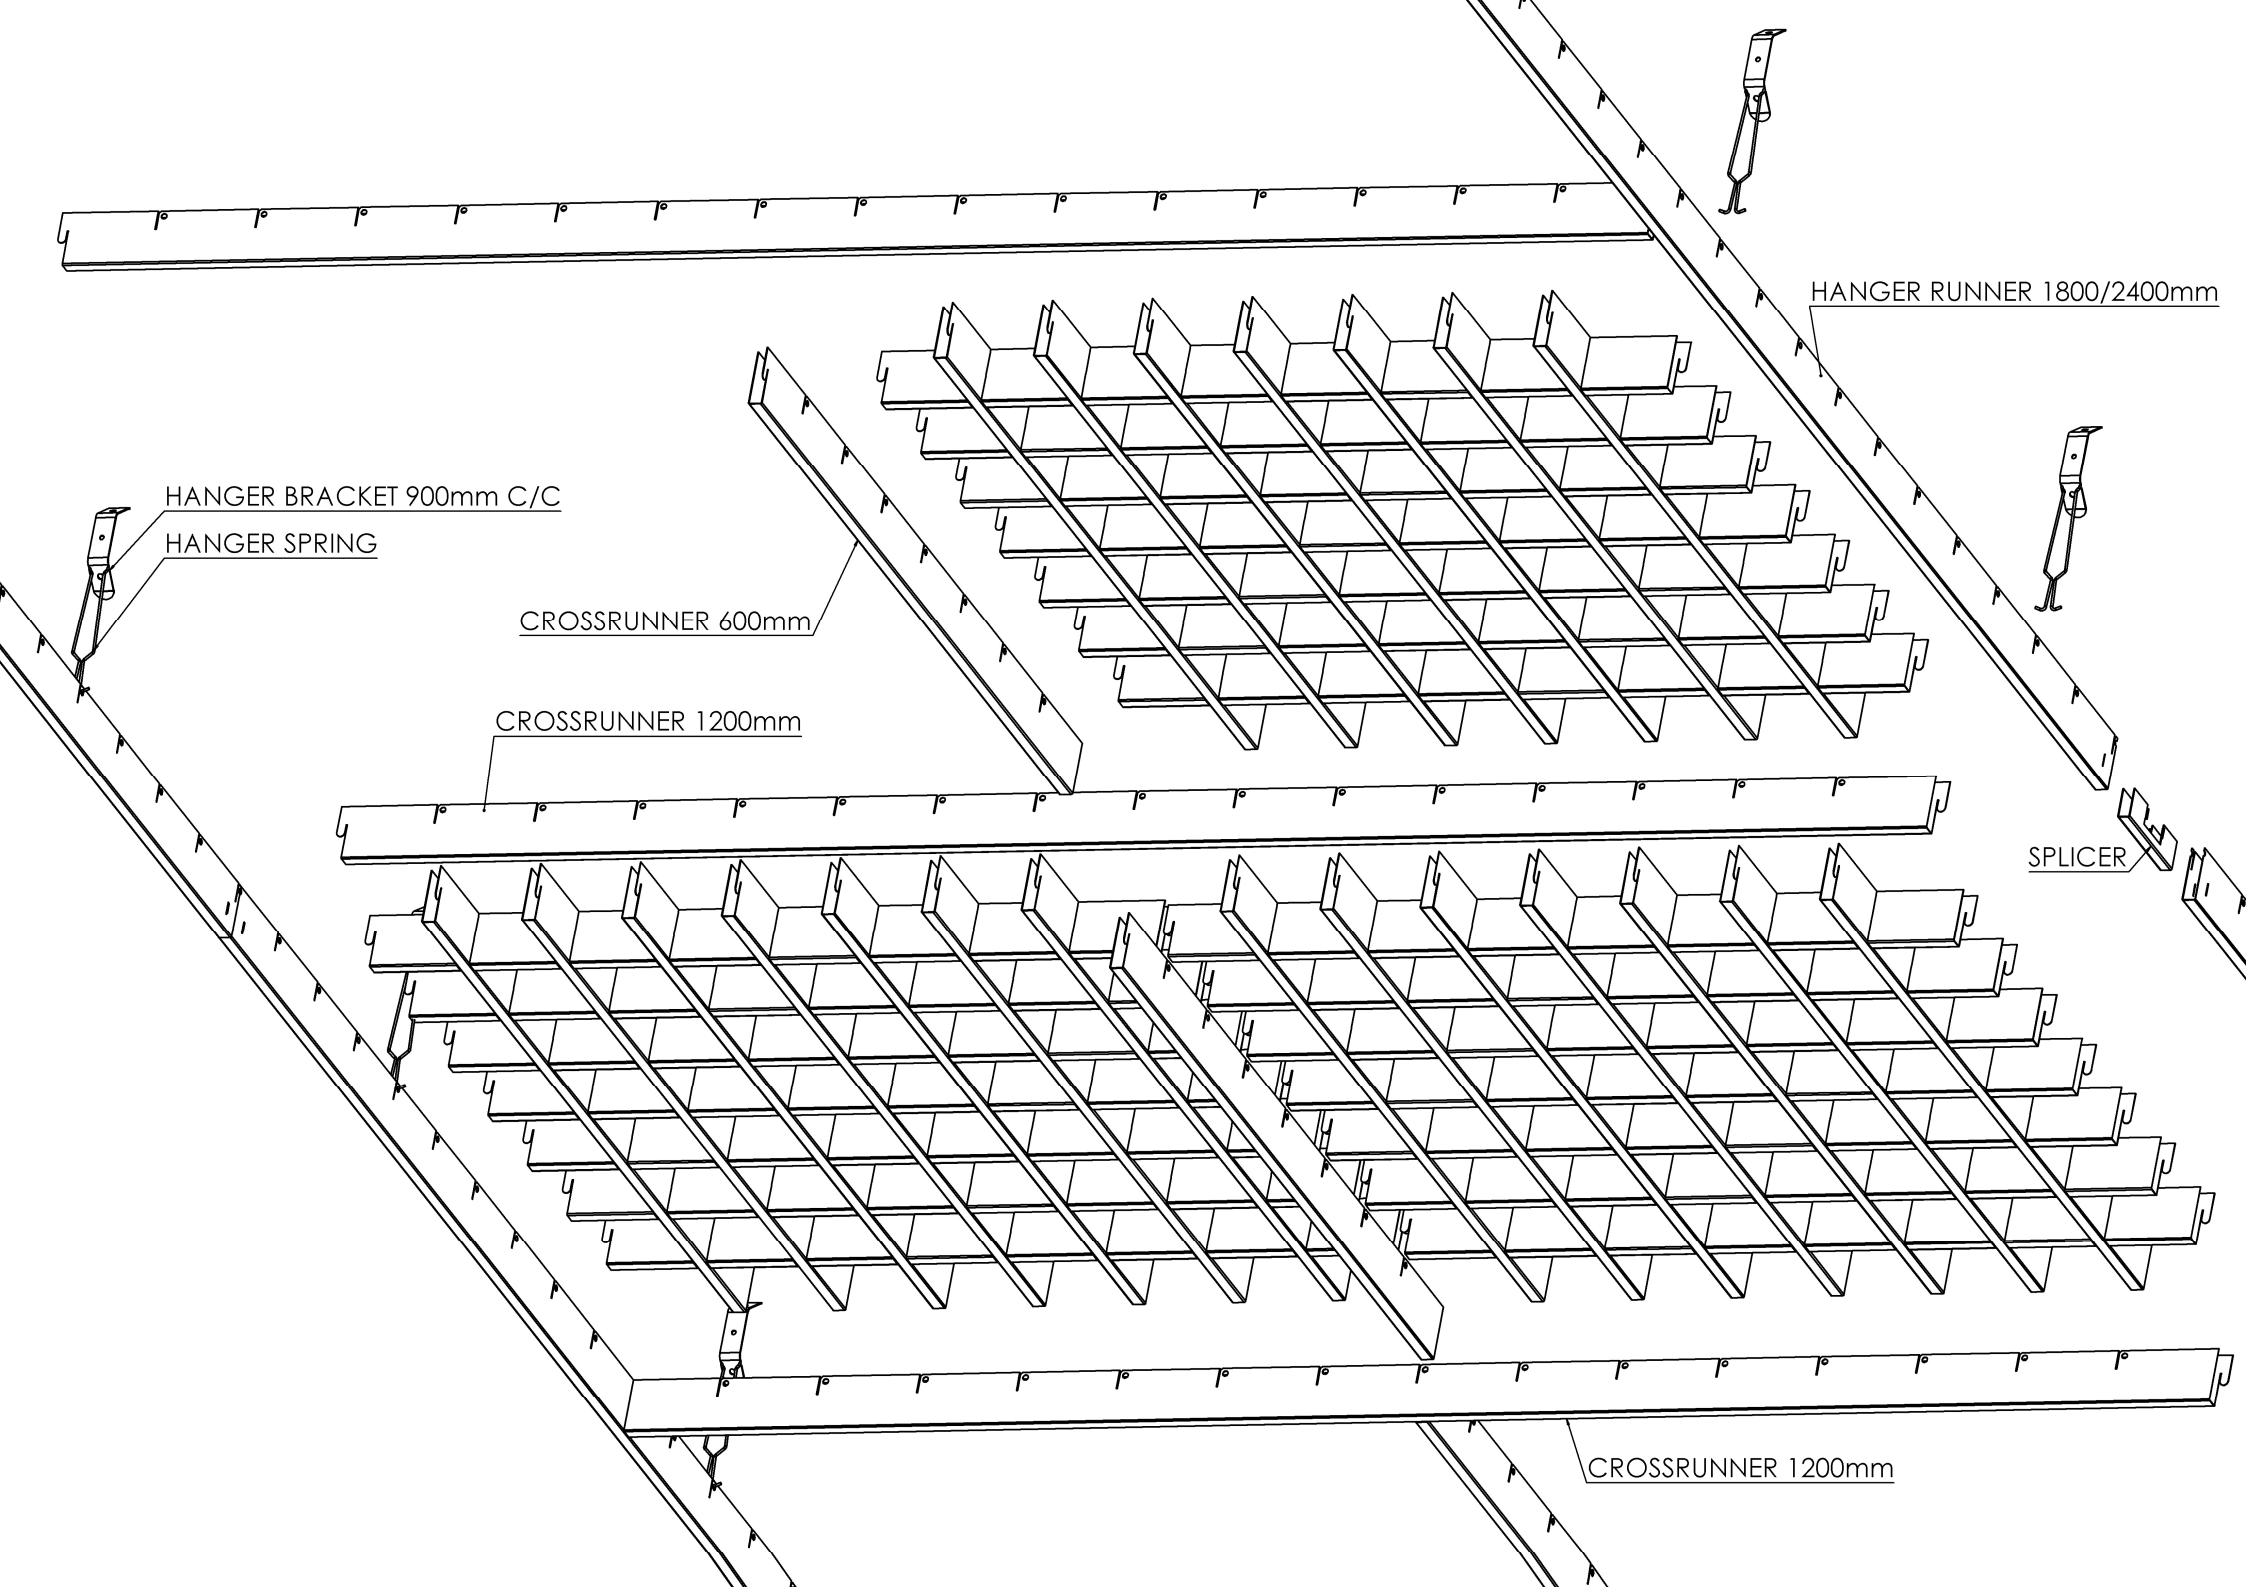 HANGER RUNNER 1800/2400mm
HANGER BRACKET 900mm C/C
HANGER SPRING
CROSSRUNNER 600mm
CROSSRUNNER 1200mm
SPLICER
CROSSRUNNER 1200mm